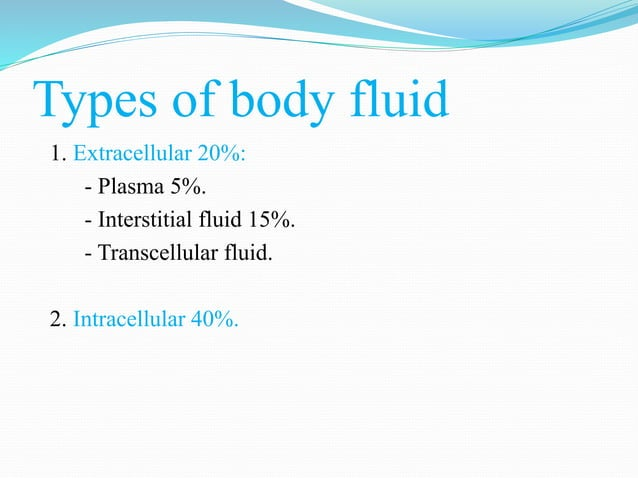 Types of body fluid
1. Extracellular 20%:
- Plasma 5%.
- Interstitial fluid 15%.
- Transcellular fluid.
2. Intracellular 40%.